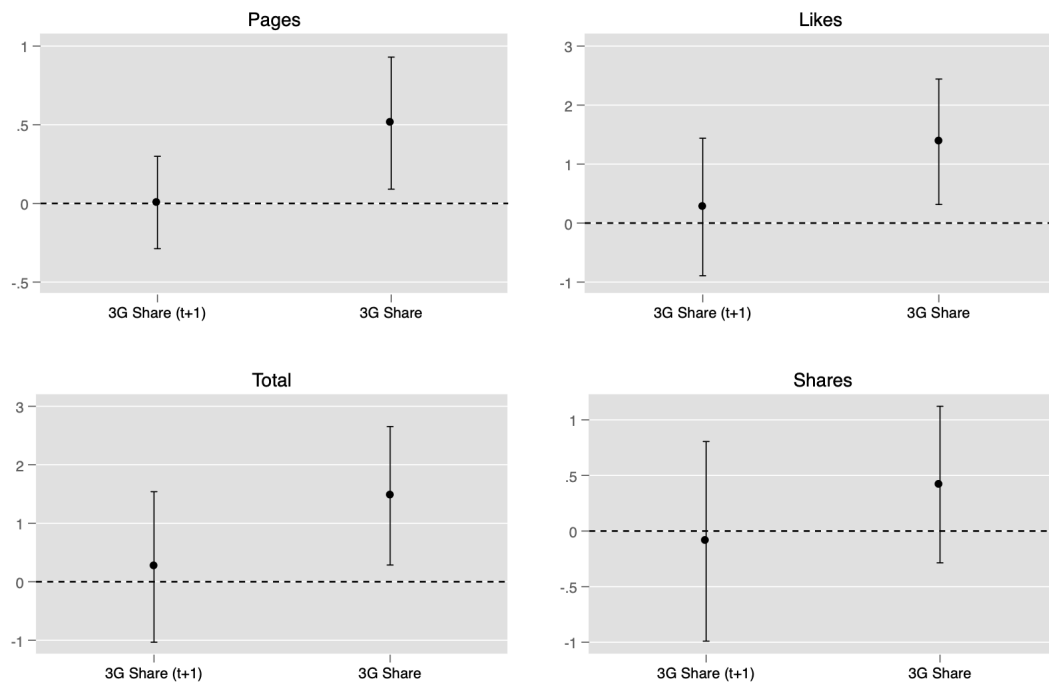 Pages
1
.5
0
-.5
3G Share (t+1)
3G Share
Likes
3
2
1
0
-1
3G Share (t+1)
3G Share
Total
3
2
1
0
-1
3G Share (t+1)
3G Share
Shares
1
.5
0
-.5
-1
3G Share (t+1)
3G Share